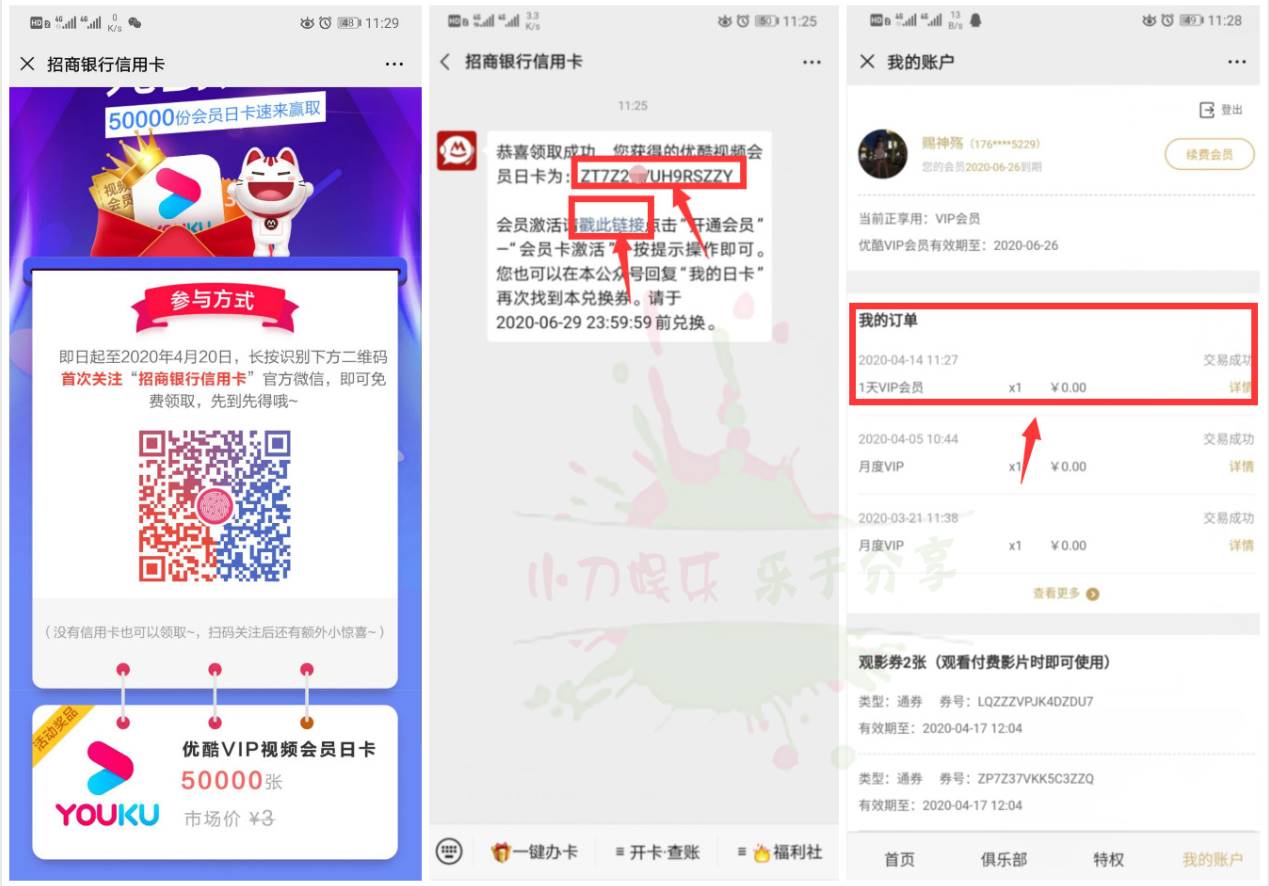 HD 4G 4G 0 K/s 48 11:29
招商银行信用卡
50000份会员日卡速来赢取
视频
会员
YOUKU
参与方式
即日起至2020年4月20日，长按识别下方二维码
首次关注“招商银行信用卡”官方微信，即可免
费领取，先到先得哦~
（没有信用卡也可以领取~，扫码关注后还有额外小惊喜~）
活动奖品
优酷VIP视频会员日卡
50000张
YOUKU
市场价 ¥3
HD 4G 4G 3.3 K/s 50 11:25
招商银行信用卡
11:25
恭喜领取成功，您获得的优酷视频会
员日卡为：ZT7Z2 UH9RSZZY
会员激活请戳此链接点击“开通会员”
—“会员卡激活”，按提示操作即可。
您也可以在本公众号回复“我的日卡”
再次找到本兑换券。请于
2020-06-29 23:59:59前兑换。
小刀娱乐 乐于分享
一键办卡
开卡·查账
福利社
HD 4G 4G 13 B/s 49 11:28
我的账户
登出
赐神殇（176****5229）
您的会员2020-06-26到期
续费会员
当前正享用：VIP会员
优酷VIP会员有效期至：2020-06-26
我的订单
2020-04-14 11:27 交易成功
1天VIP会员 x1 ￥0.00 详情
2020-04-05 10:44 交易成功
月度VIP x1 ￥0.00 详情
2020-03-21 11:38 交易成功
月度VIP x1 ￥0.00 详情
查看更多
观影券2张（观看付费影片时即可使用）
类型：通券 券号：LQZZZVPJK4DZDU7
有效期至：2020-04-17 12:04
类型：通券 券号：ZP7Z37VKK5C3ZZQ
有效期至：2020-04-17 12:04
首页 俱乐部 特权 我的账户